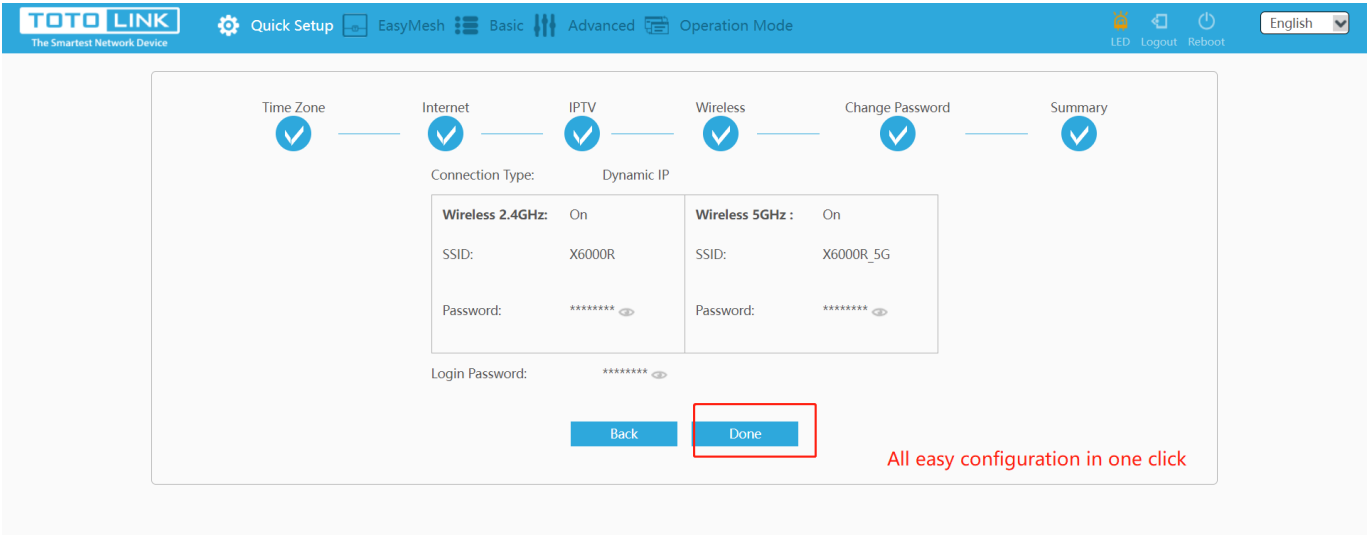 TOTO LINK
The Smartest Network Device
Quick Setup EasyMesh Basic Advanced Operation Mode
LED Logout Reboot
English
Time Zone Internet IPTV Wireless Change Password Summary
Connection Type: Dynamic IP
Wireless 2.4GHz: On Wireless 5GHz : On
SSID: X6000R SSID: X6000R_5G
Password: ******** Password: ********
Login Password: ********
Back Done
All easy configuration in one click